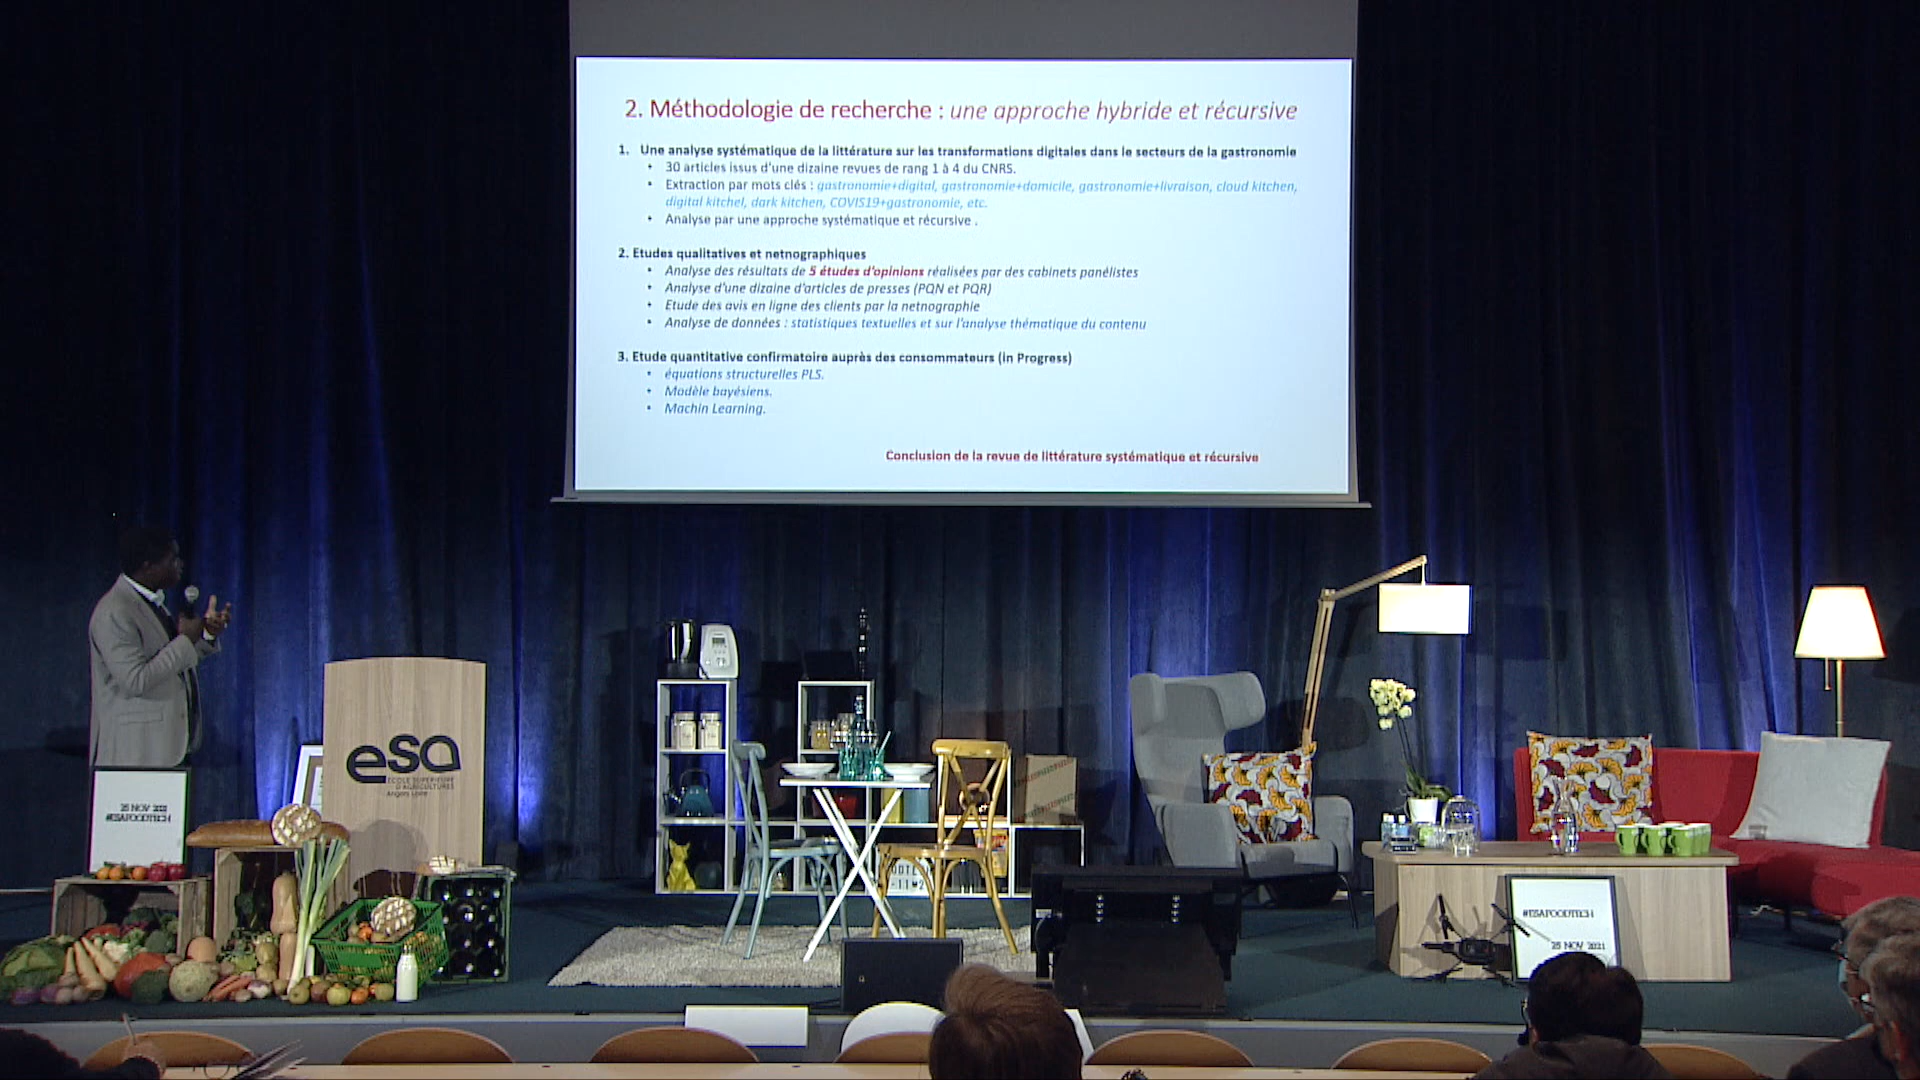 2. Méthodologie de recherche : une approche hybride et récursive
1. Une analyse systématique de la littérature sur les transformations digitales dans le secteurs de la gastronomie
• 30 articles issus d'une dizaine revues de rang 1 à 4 du CNRS.
• Extraction par mots clés : gastronomie+digital, gastronomie+domicile, gastronomie+livraison, cloud kitchen,
digital kitchel, dark kitchen, COVIS19+gastronomie, etc.
• Analyse par une approche systématique et récursive .
2. Etudes qualitatives et netnographiques
• Analyse des résultats de 5 études d'opinions réalisées par des cabinets panélistes
• Analyse d'une dizaine d'articles de presses (PQN et PQR)
• Etude des avis en ligne des clients par la netnographie
• Analyse de données : statistiques textuelles et sur l'analyse thématique du contenu
3. Etude quantitative confirmatoire auprès des consommateurs (in Progress)
• équations structurelles PLS.
• Modèle bayésiens.
• Machin Learning.
Conclusion de la revue de littérature systématique et récursive
esa
ÉCOLE SUPÉRIEURE
D'AGRICULTURES
Angers Loire
25 NOV 2021
#ESAFOODTECH
#ESAFOODTECH
25 NOV 2021